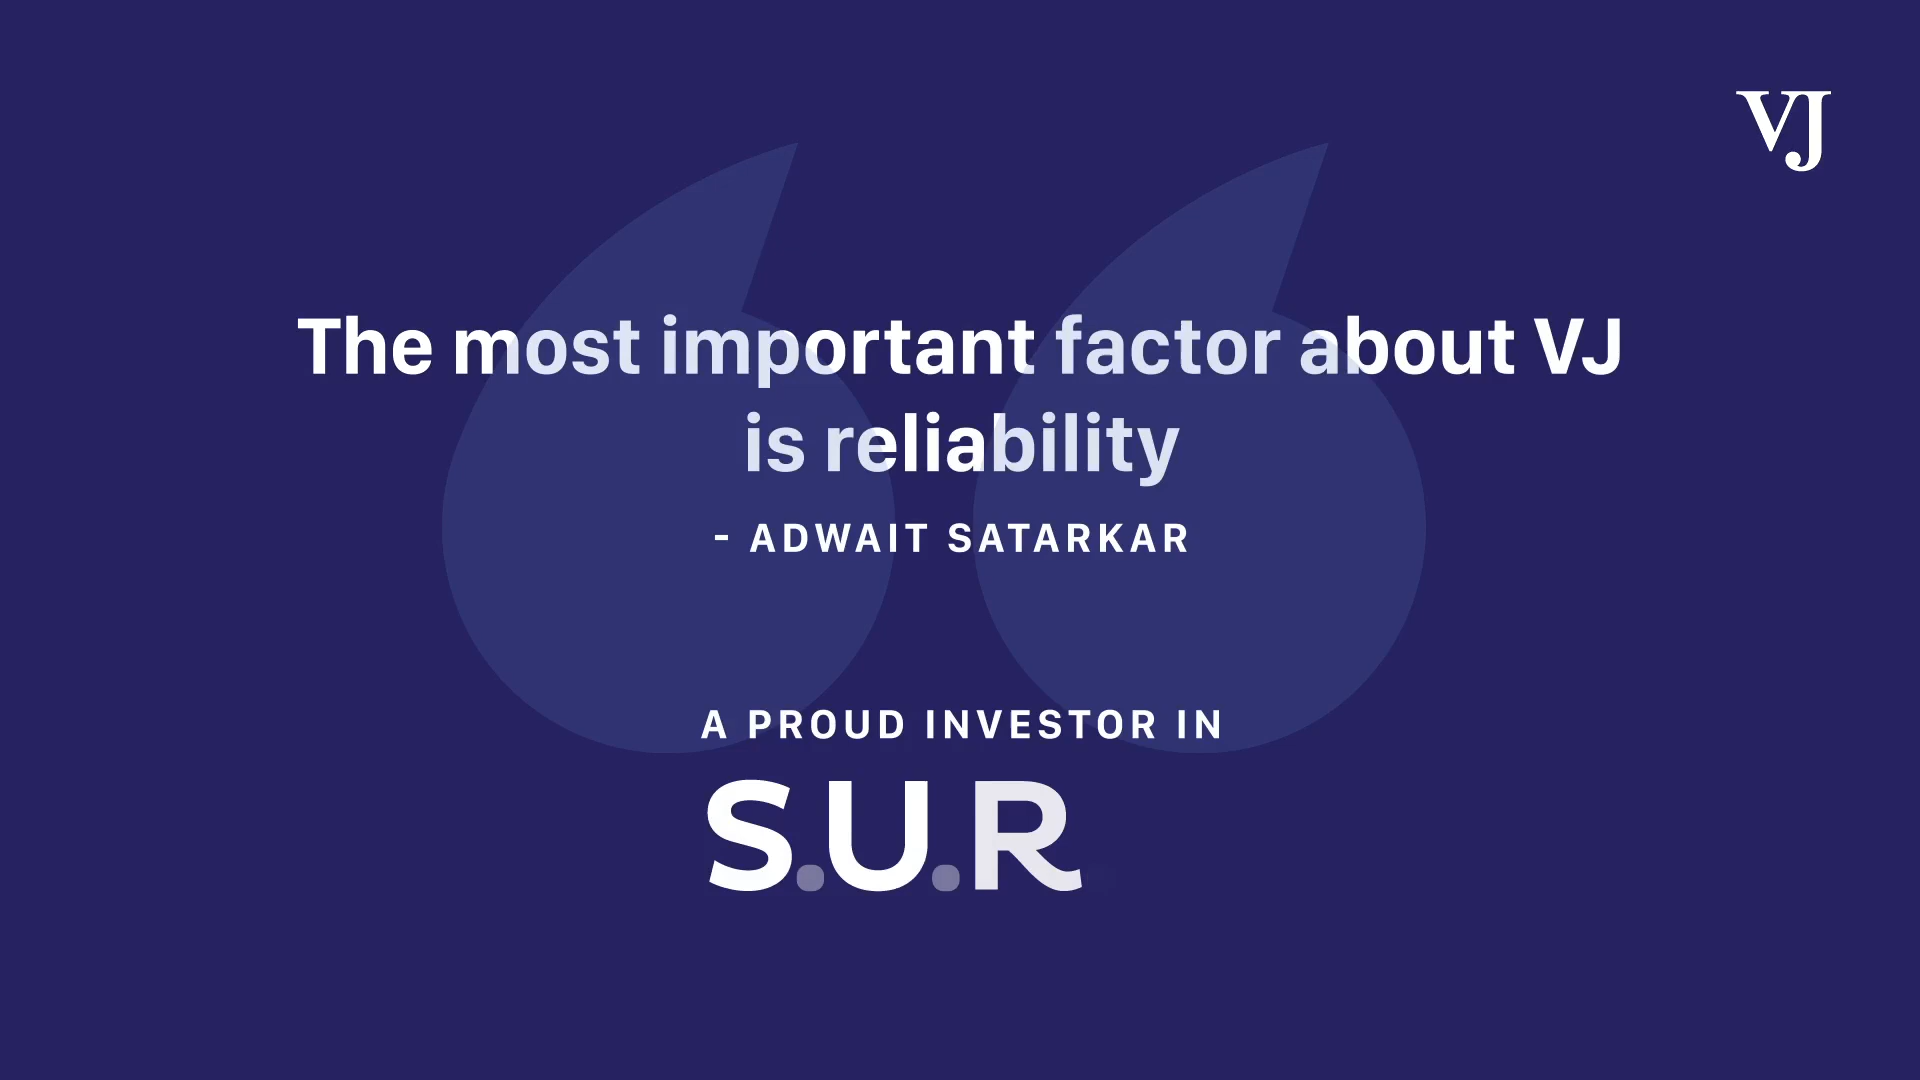 VJ
The most important factor about VJ
is reliability
- ADWAIT SATARKAR
A PROUD INVESTOR IN
S.U.R